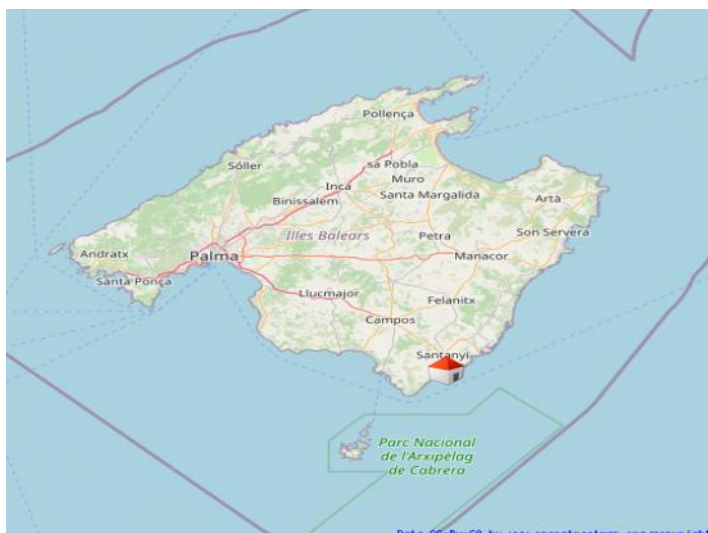 Pollença
sa Pobla
Sóller
Muro
Inca
Santa Margalida
Artà
Binissalem
Illes Balears
Petra
Son Servera
Andratx
Palma
Manacor
Santa Ponça
Llucmajor
Felanitx
Campos
Santanyí
Parc Nacional
de l'Arxipèlag
de Cabrera